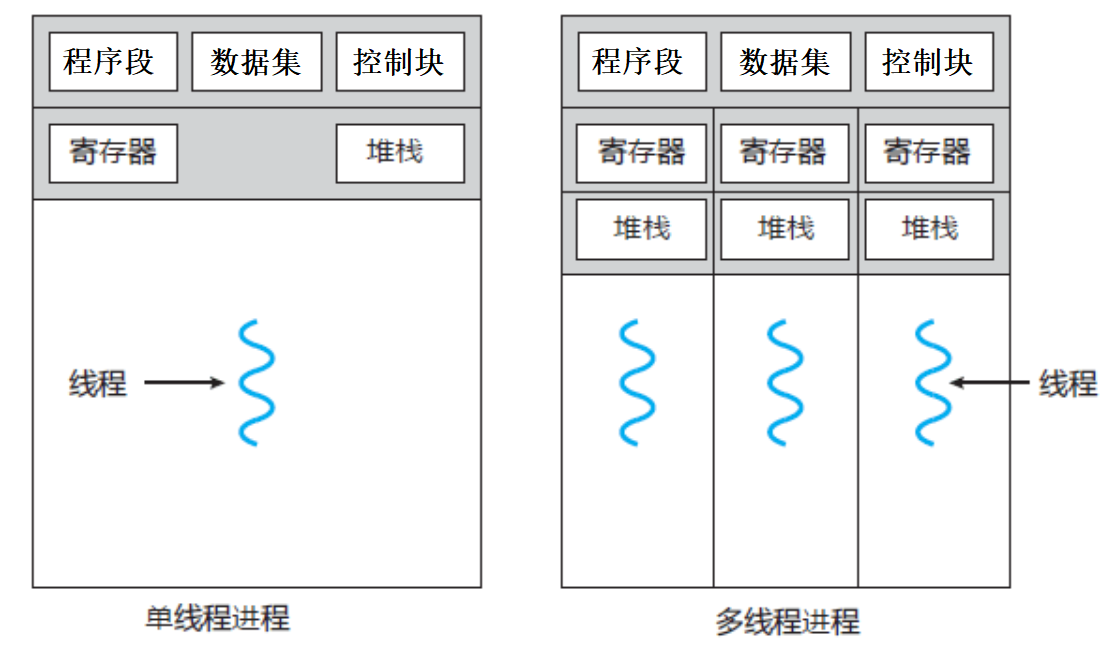 程序段 数据集 控制块
寄存器 堆栈
线程
单线程进程
程序段 数据集 控制块
寄存器 寄存器 寄存器
堆栈 堆栈 堆栈
线程
多线程进程